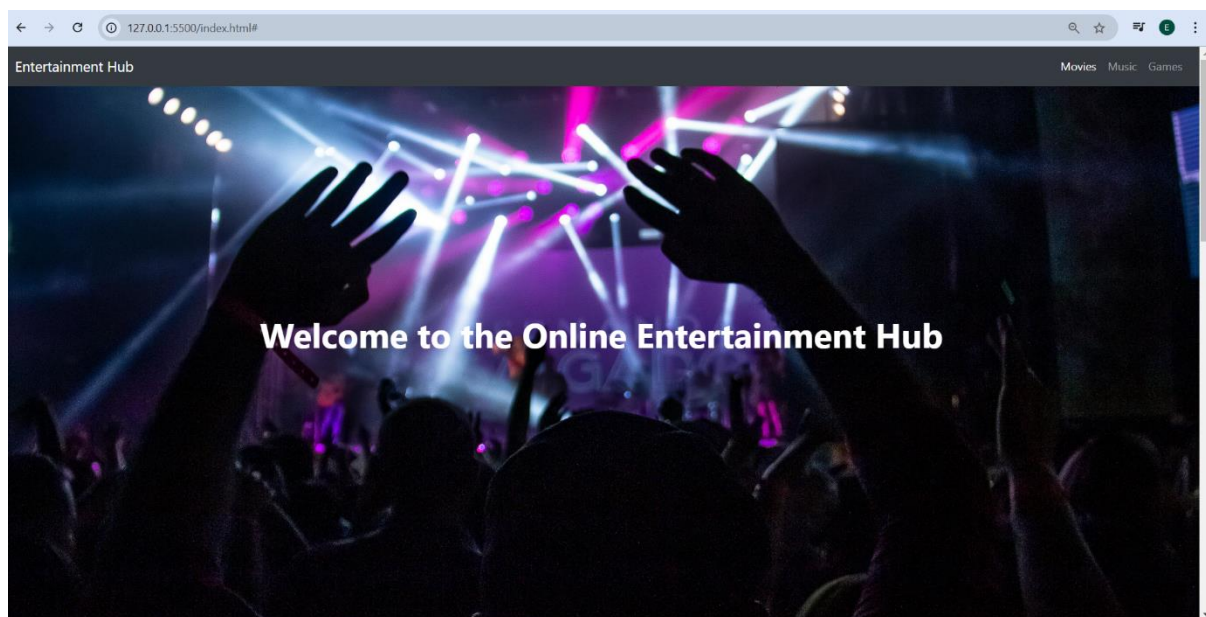 127.0.0.1:5500/index.html#
E
Entertainment Hub
Movies Music Games
Welcome to the Online Entertainment Hub